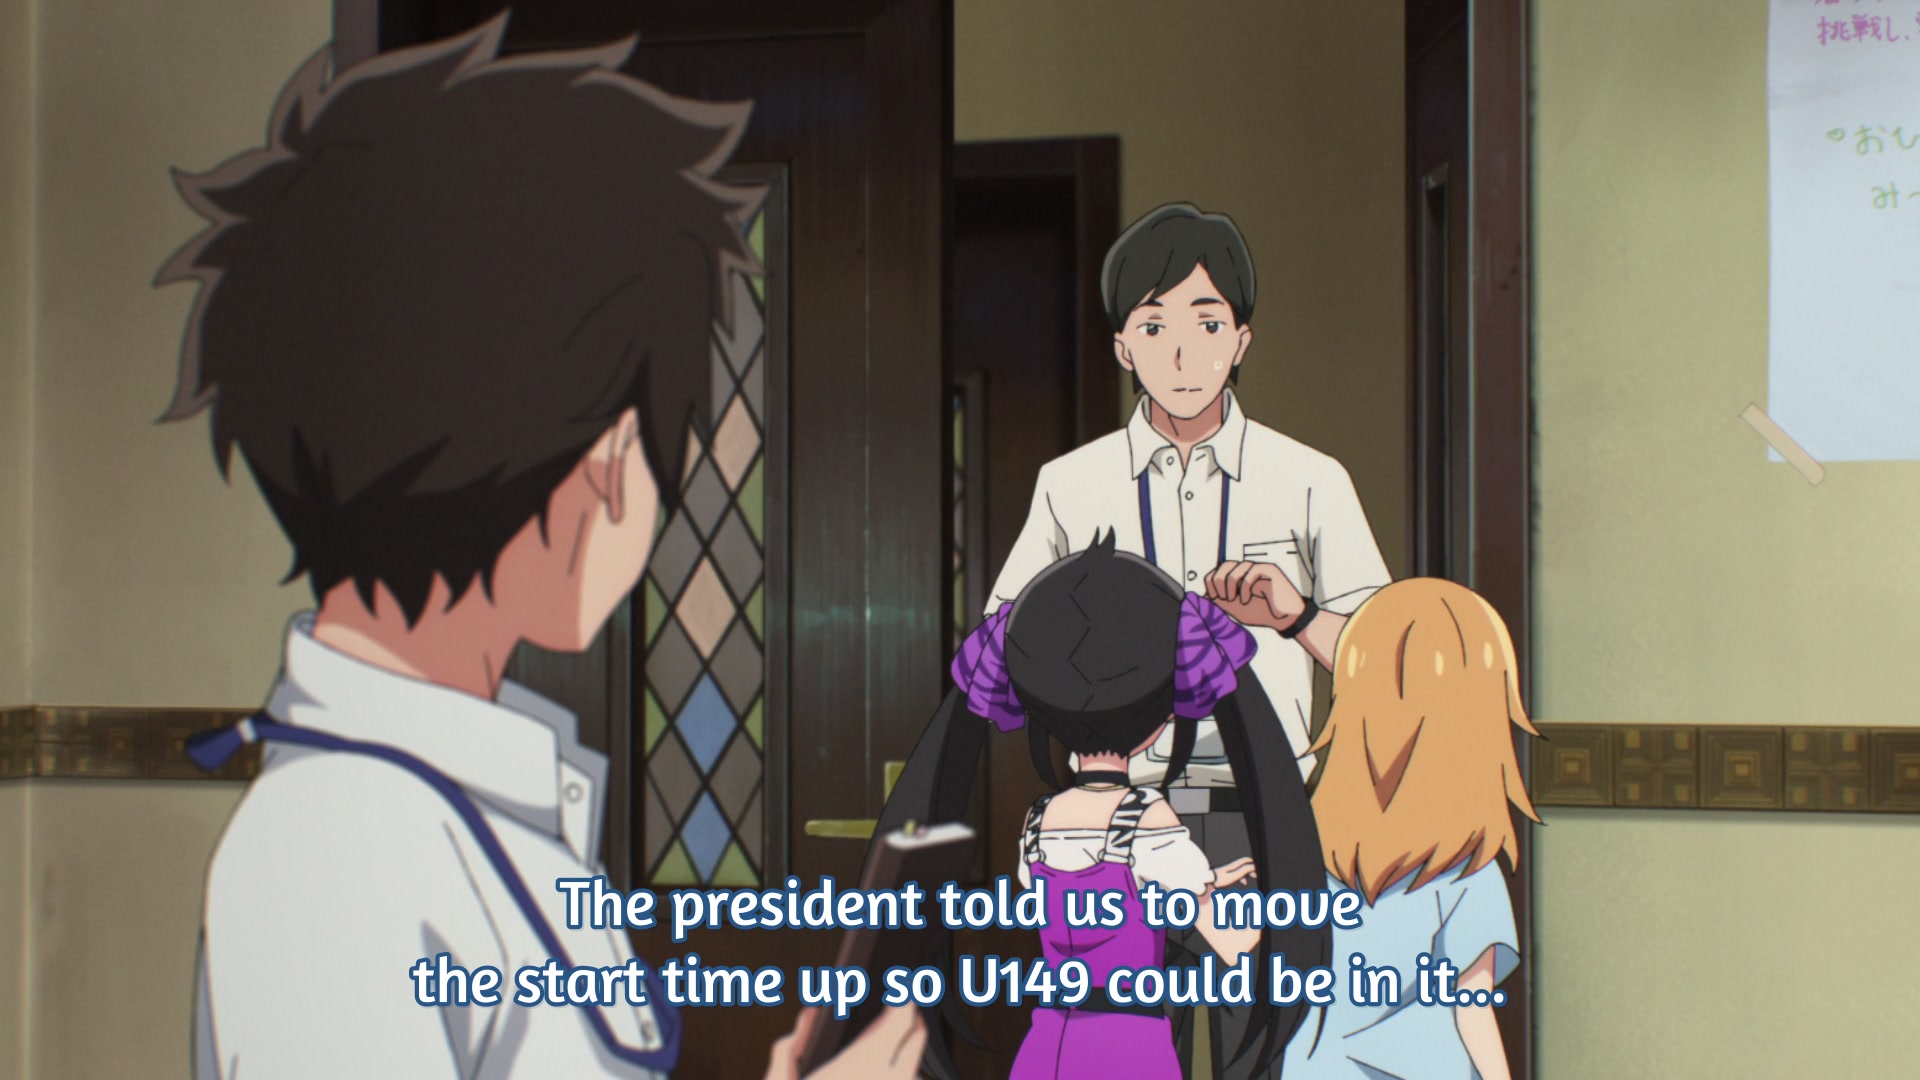 挑戦し、
おひ
み〜
The president told us to move
the start time up so U149 could be in it...